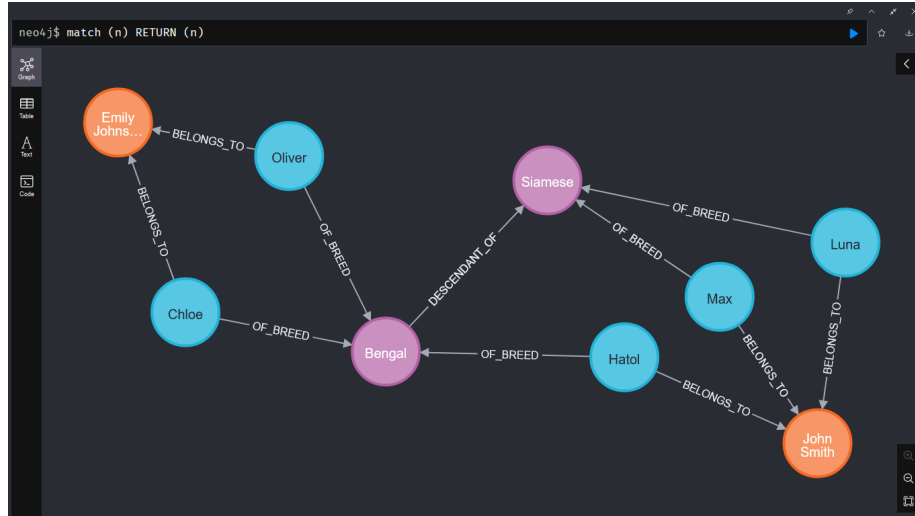 neo4j$ match (n) RETURN (n)
Graph
Table
Text
Code
Emily
Johns…
BELONGS_TO
Oliver
BELONGS_TO
OF_BREED
Chloe
OF_BREED
Bengal
DESCENDANT_OF
Siamese
OF_BREED
OF_BREED
Luna
Max
BELONGS_TO
BELONGS_TO
OF_BREED
Hatol
BELONGS_TO
John
Smith